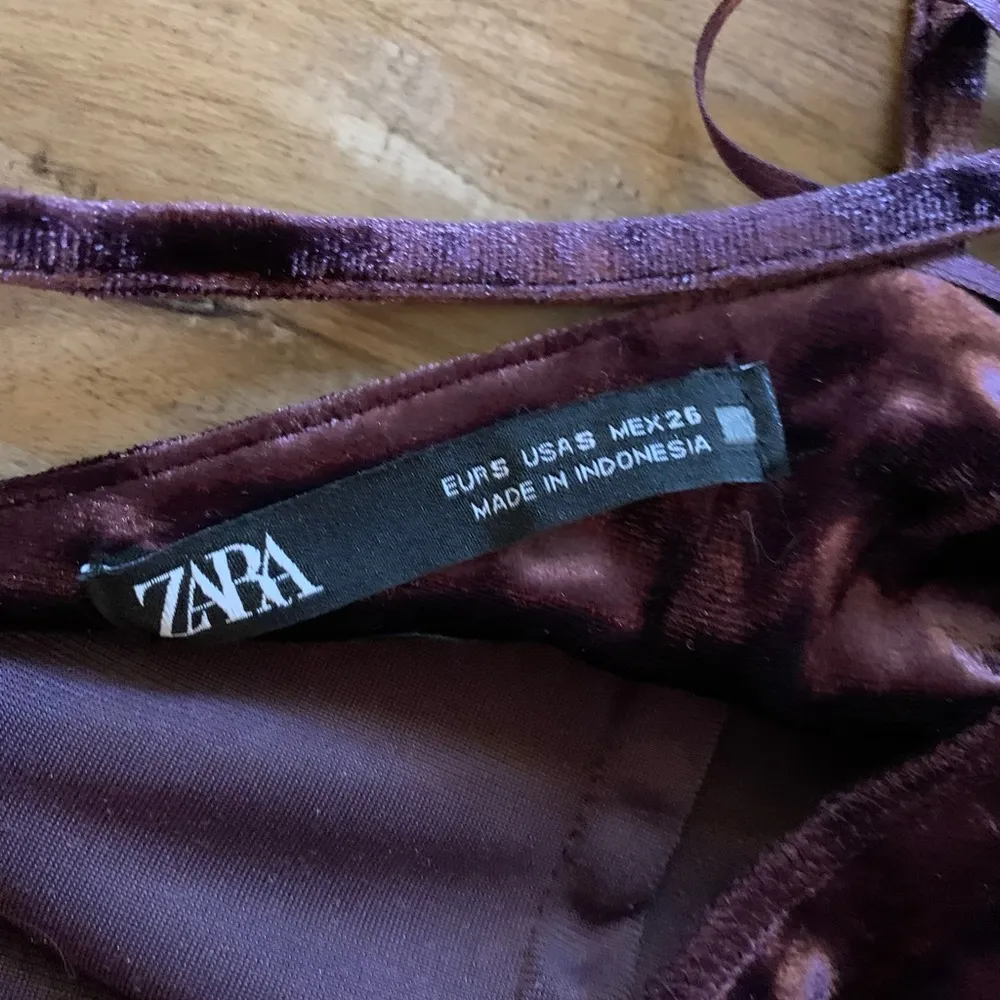 ZARA
EUR S USA S MEX 26
MADE IN INDONESIA